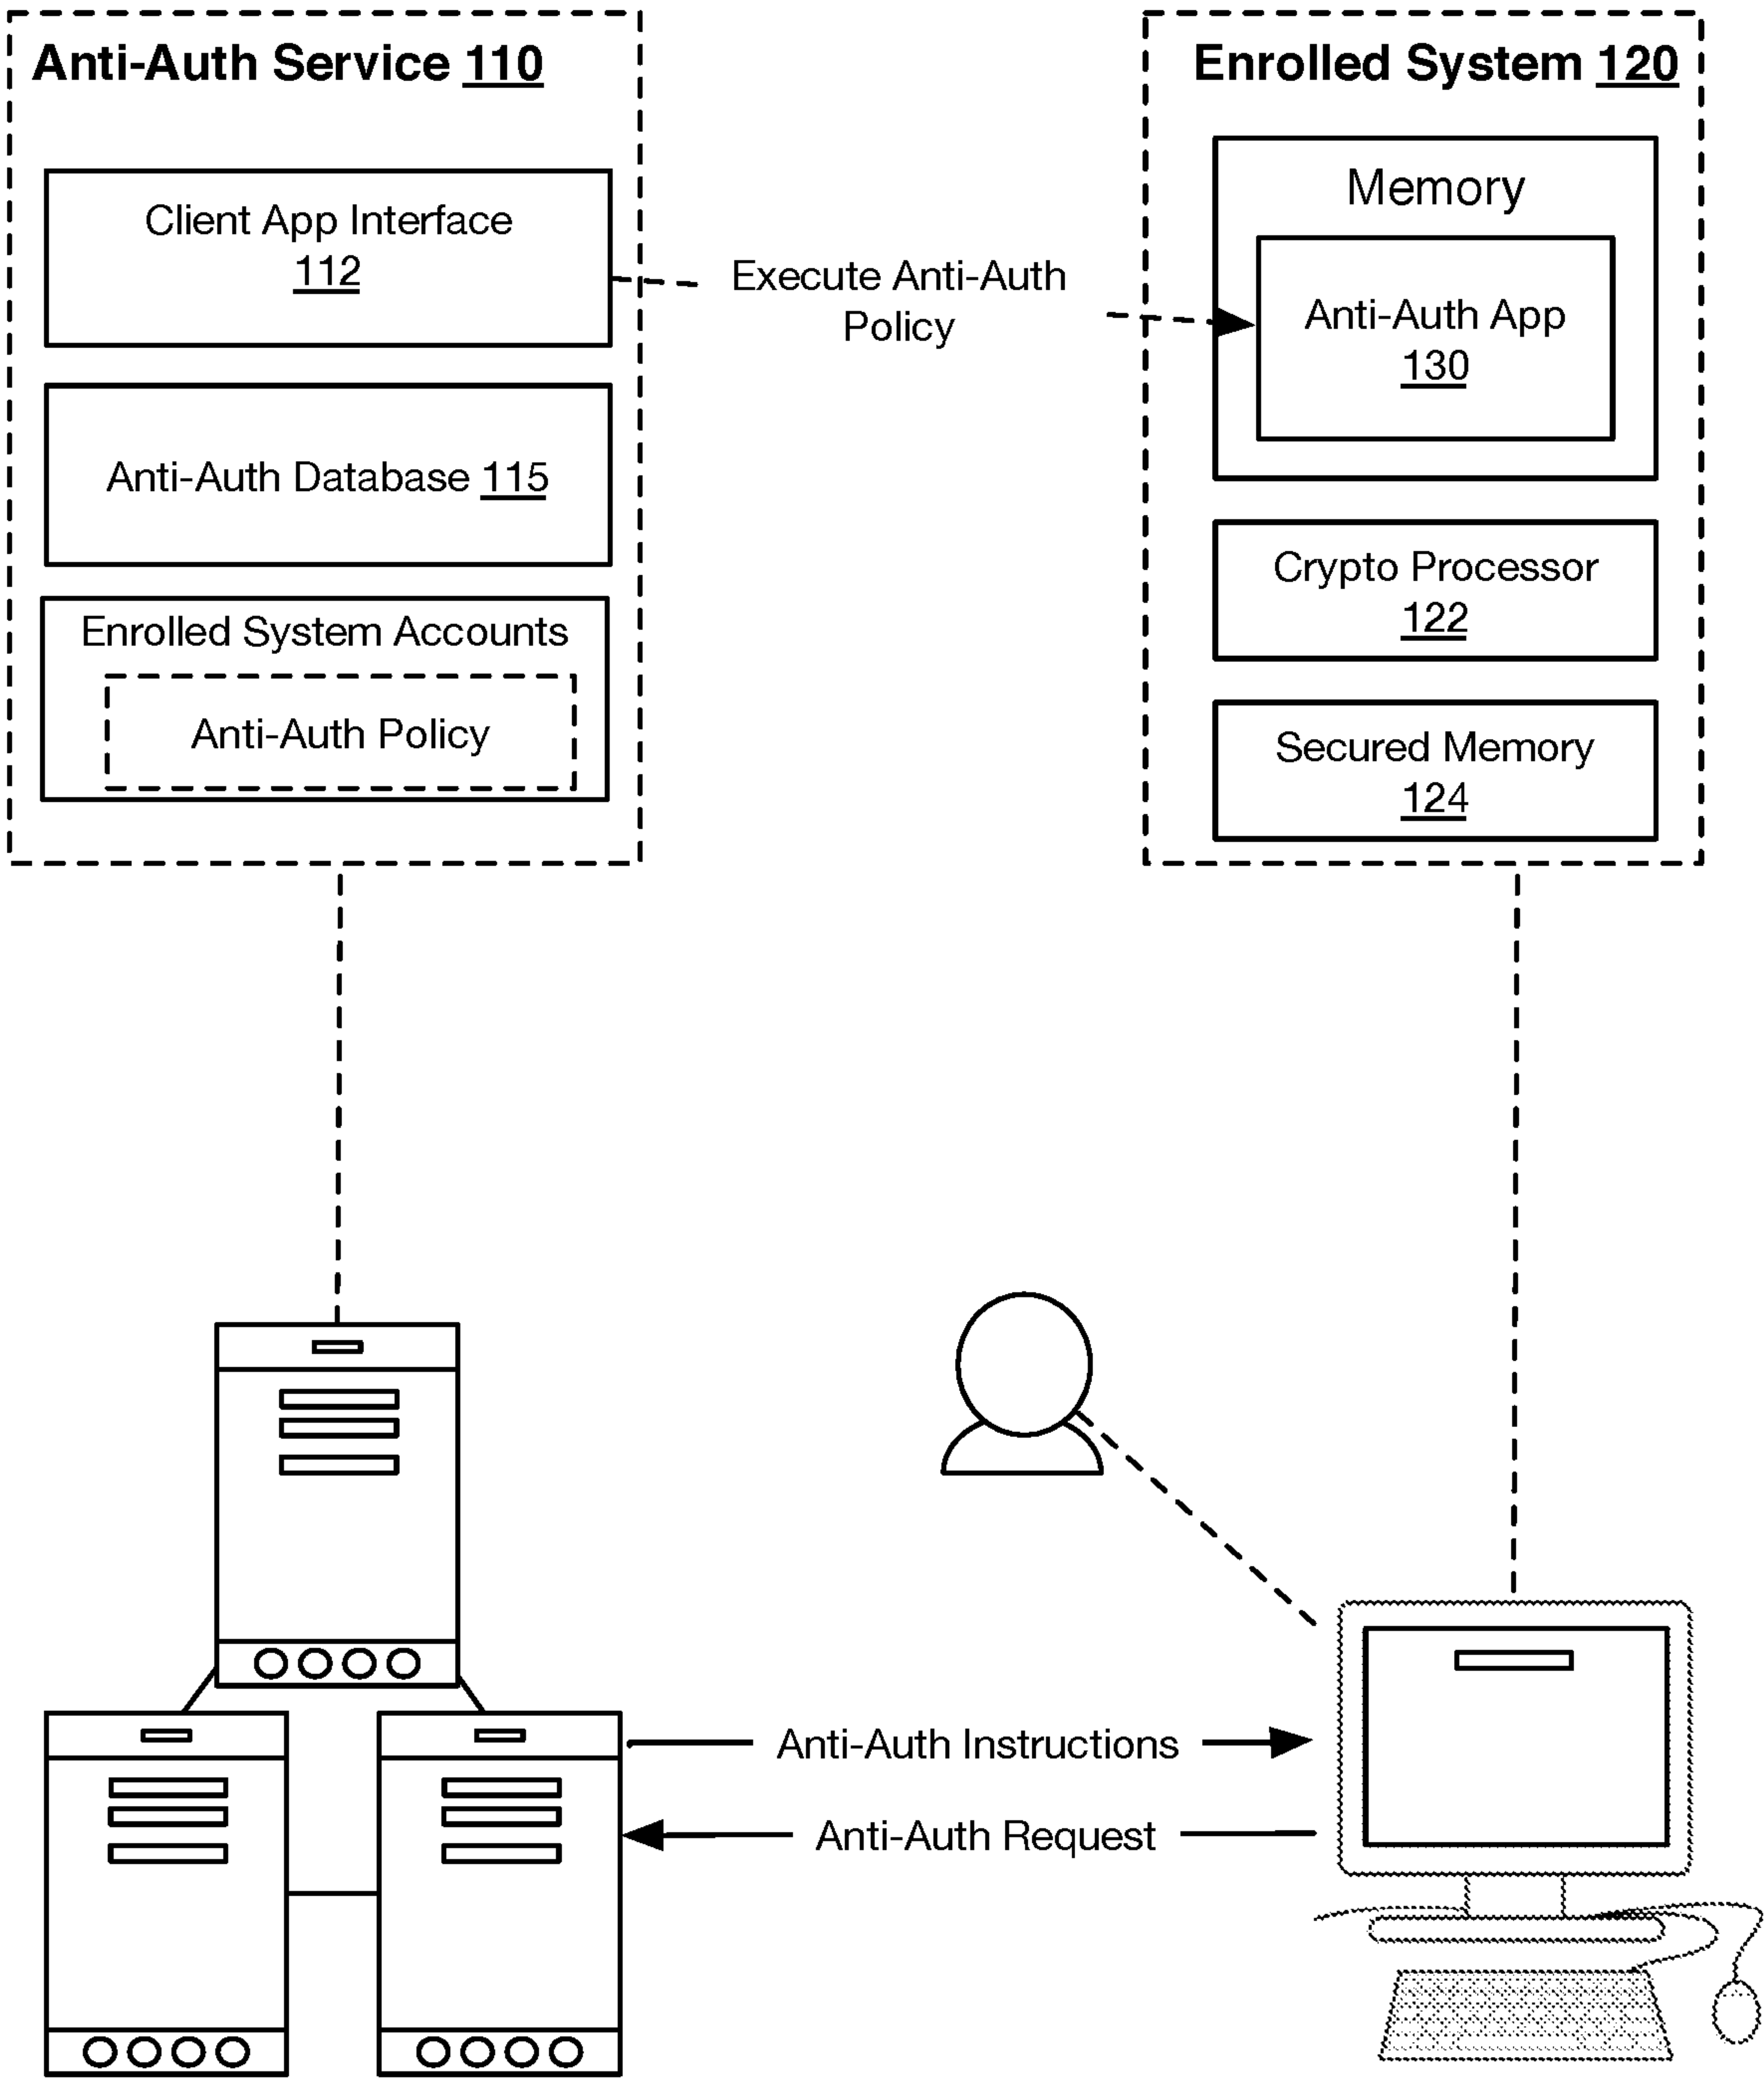 Anti-Auth Service 110
Client App Interface
112
Anti-Auth Database 115
Enrolled System Accounts
Anti-Auth Policy
Execute Anti-Auth
Policy
Enrolled System 120
Memory
Anti-Auth App
130
Crypto Processor
122
Secured Memory
124
Anti-Auth Instructions
Anti-Auth Request